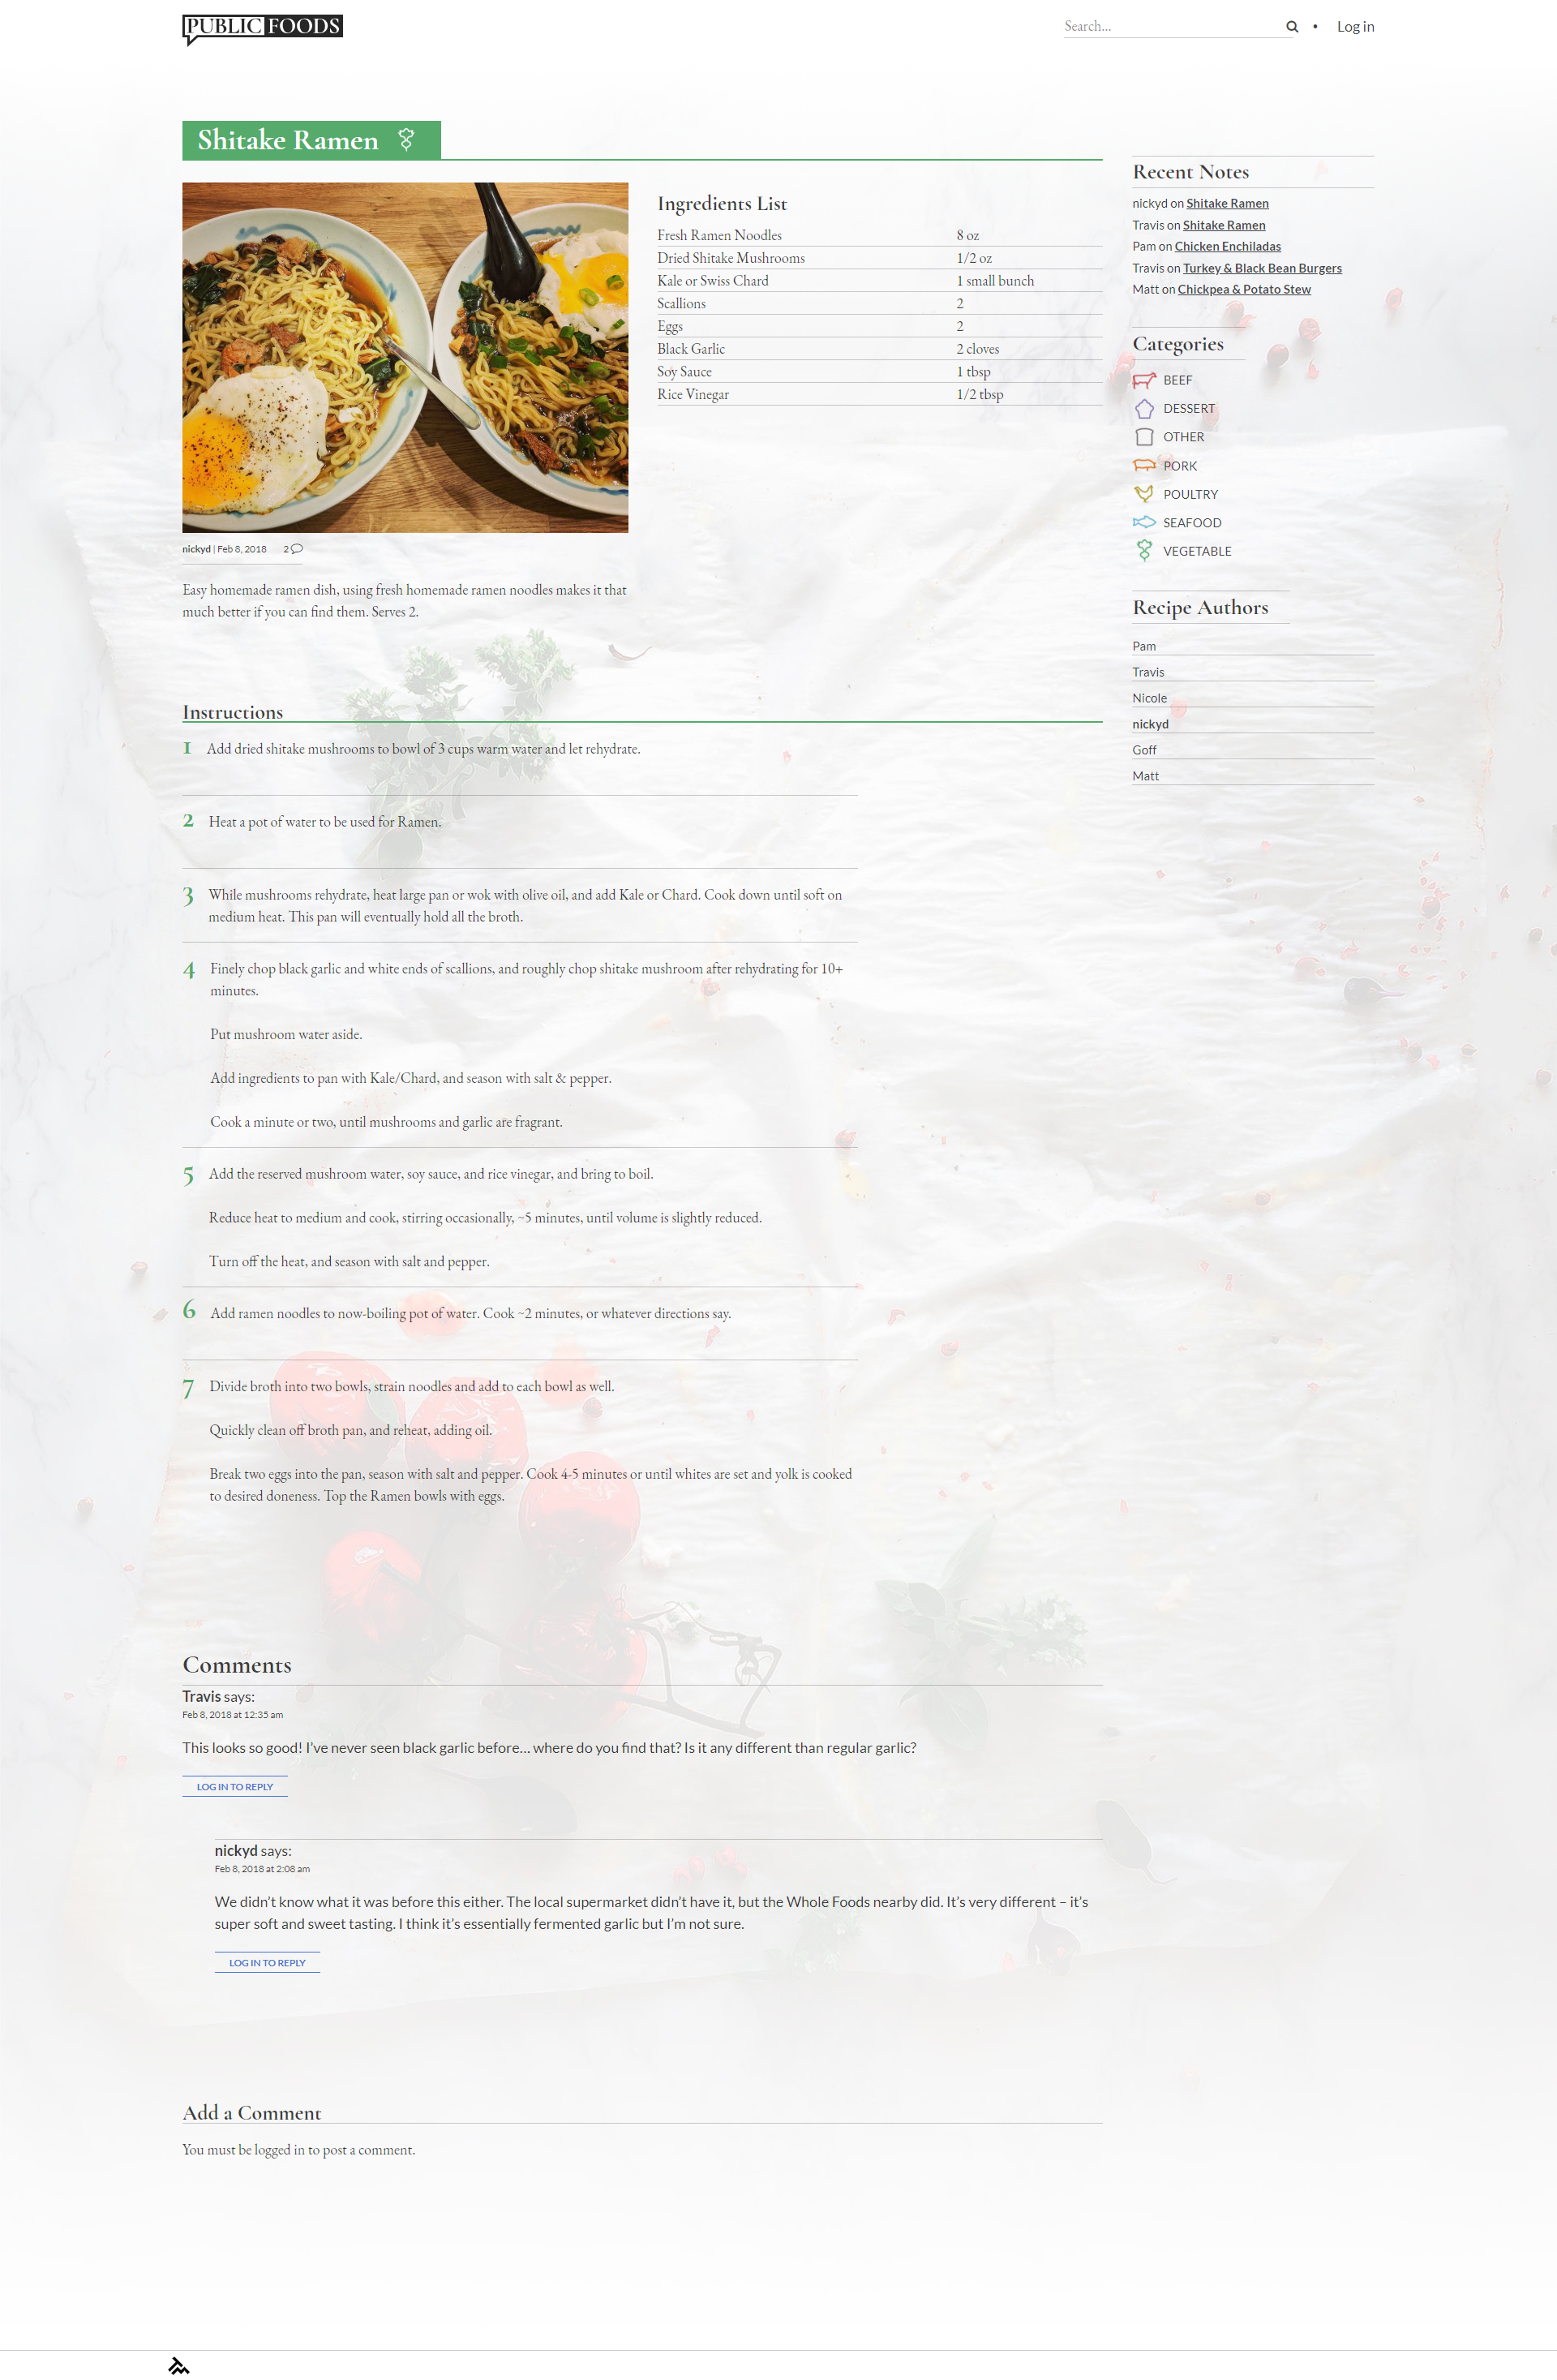 PUBLIC FOODS
Search...
• Log in
Shitake Ramen
nickyd | Feb 8, 2018 2
Easy homemade ramen dish, using fresh homemade ramen noodles makes it that
much better if you can find them. Serves 2.
Ingredients List
Fresh Ramen Noodles 8 oz
Dried Shitake Mushrooms 1/2 oz
Kale or Swiss Chard 1 small bunch
Scallions 2
Eggs 2
Black Garlic 2 cloves
Soy Sauce 1 tbsp
Rice Vinegar 1/2 tbsp
Instructions
1 Add dried shitake mushrooms to bowl of 3 cups warm water and let rehydrate.
2 Heat a pot of water to be used for Ramen.
3 While mushrooms rehydrate, heat large pan or wok with olive oil, and add Kale or Chard. Cook down until soft on
medium heat. This pan will eventually hold all the broth.
4 Finely chop black garlic and white ends of scallions, and roughly chop shitake mushroom after rehydrating for 10+
minutes.
Put mushroom water aside.
Add ingredients to pan with Kale/Chard, and season with salt & pepper.
Cook a minute or two, until mushrooms and garlic are fragrant.
5 Add the reserved mushroom water, soy sauce, and rice vinegar, and bring to boil.
Reduce heat to medium and cook, stirring occasionally, ~5 minutes, until volume is slightly reduced.
Turn off the heat, and season with salt and pepper.
6 Add ramen noodles to now-boiling pot of water. Cook ~2 minutes, or whatever directions say.
7 Divide broth into two bowls, strain noodles and add to each bowl as well.
Quickly clean off broth pan, and reheat, adding oil.
Break two eggs into the pan, season with salt and pepper. Cook 4-5 minutes or until whites are set and yolk is cooked
to desired doneness. Top the Ramen bowls with eggs.
Comments
Travis says:
Feb 8, 2018 at 12:35 am
This looks so good! I've never seen black garlic before… where do you find that? Is it any different than regular garlic?
LOG IN TO REPLY
nickyd says:
Feb 8, 2018 at 2:08 am
We didn't know what it was before this either. The local supermarket didn't have it, but the Whole Foods nearby did. It's very different – it's
super soft and sweet tasting. I think it's essentially fermented garlic but I'm not sure.
LOG IN TO REPLY
Add a Comment
You must be logged in to post a comment.
Recent Notes
nickyd on Shitake Ramen
Travis on Shitake Ramen
Pam on Chicken Enchiladas
Travis on Turkey & Black Bean Burgers
Matt on Chickpea & Potato Stew
Categories
BEEF
DESSERT
OTHER
PORK
POULTRY
SEAFOOD
VEGETABLE
Recipe Authors
Pam
Travis
Nicole
nickyd
Goff
Matt